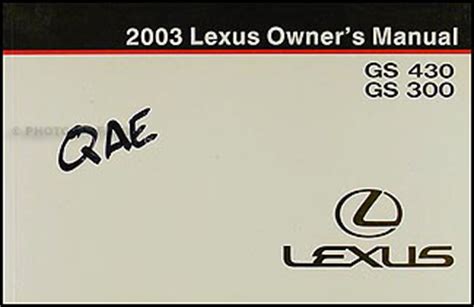 2003 Lexus Owner's Manual
GS 430
GS 300
QAE
LEXUS